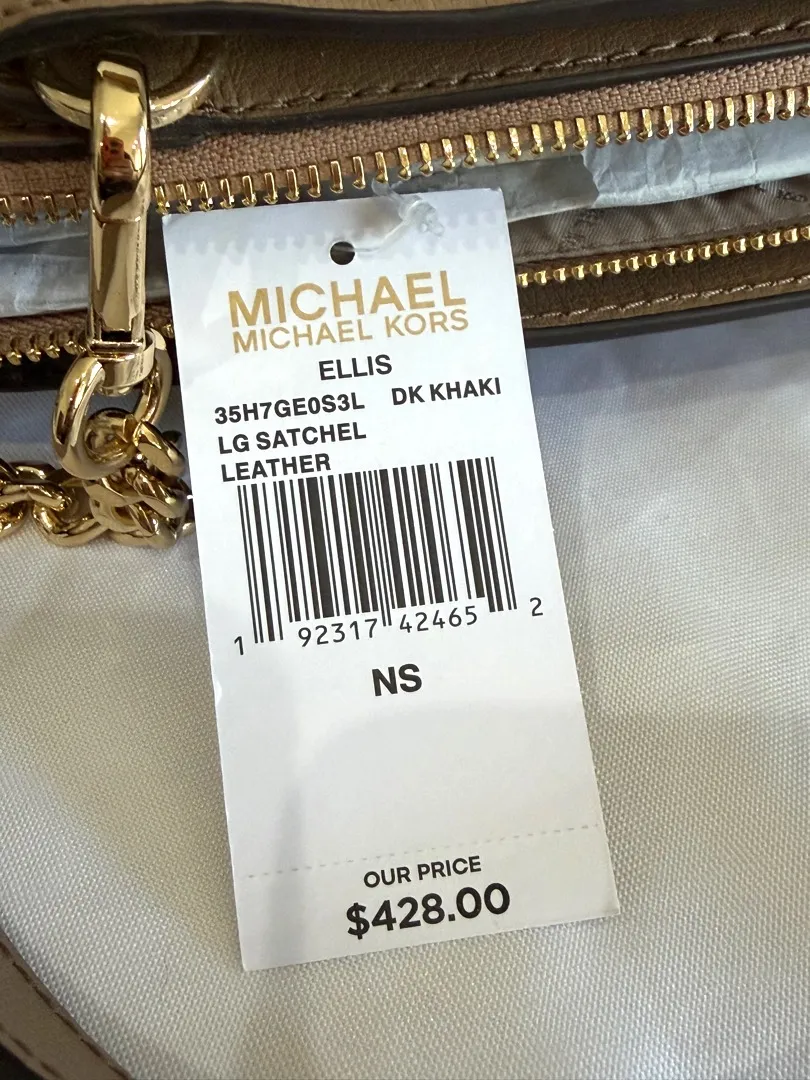 MICHAEL
MICHAEL KORS
ELLIS
35H7GE0S3L DK KHAKI
LG SATCHEL
LEATHER
1 92317 42465 2
NS
OUR PRICE
$428.00